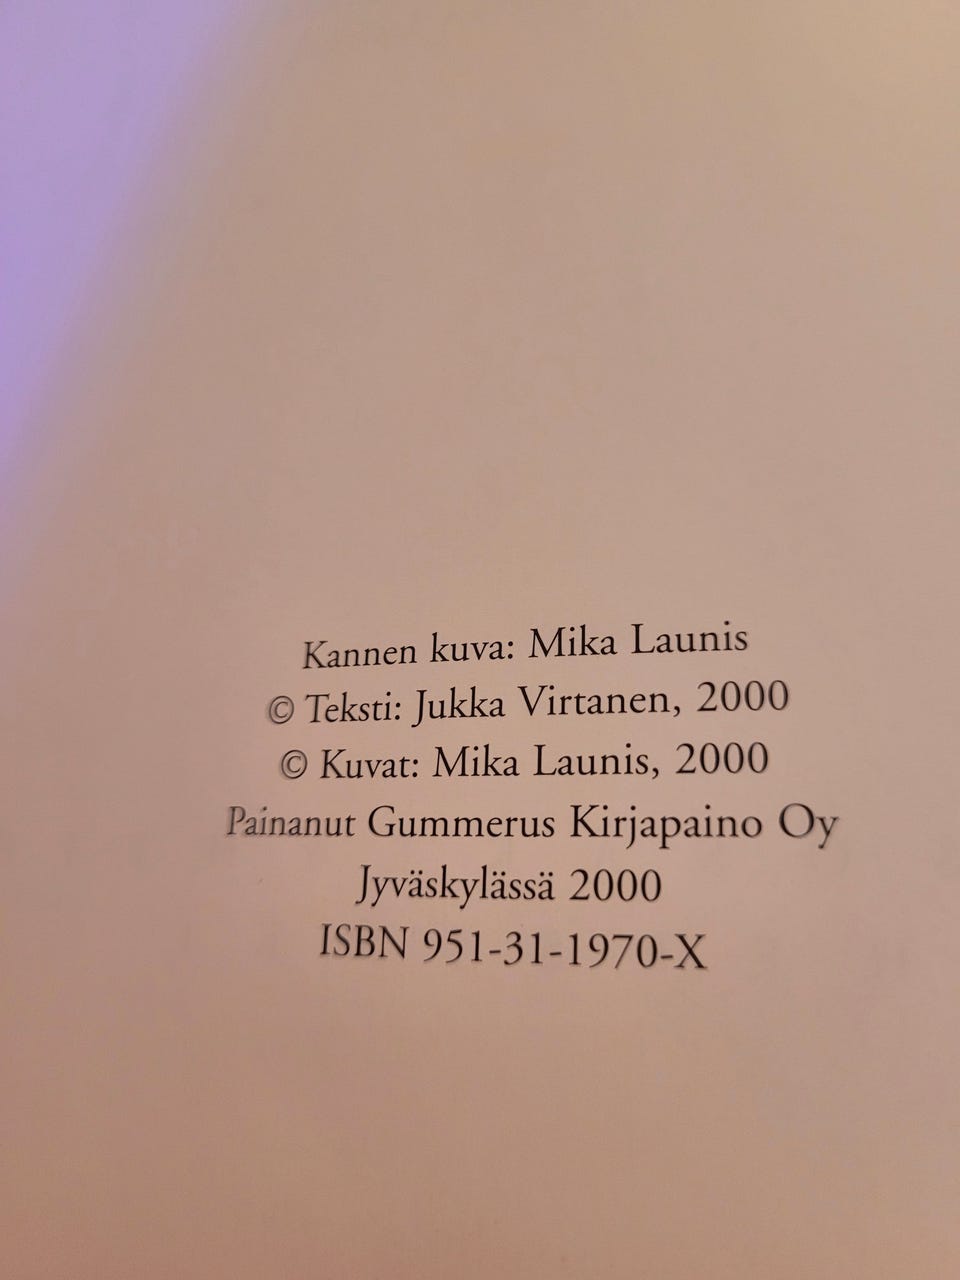 Kannen kuva: Mika Launis
© Teksti: Jukka Virtanen, 2000
© Kuvat: Mika Launis, 2000
Painanut Gummerus Kirjapaino Oy
Jyväskylässä 2000
ISBN 951-31-1970-X